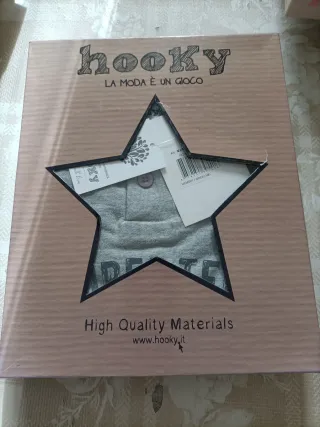 hooky
LA MODA È UN GIOCO
High Quality Materials
www.hooky.it